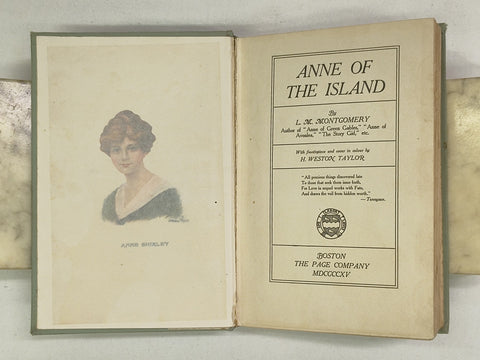 ANNE SHIRLEY
ANNE OF
THE ISLAND
By
L. M. MONTGOMERY
Author of "Anne of Green Gables," "Anne of
Avonlea," "The Story Girl," etc.
With frontispiece and cover in colour by
H. WESTON TAYLOR
"All precious things discovered late
To those that seek them issue forth,
For Love in sequel works with Fate,
And draws the veil from hidden worth."
—Tennyson.
BOSTON
THE PAGE COMPANY
MDCCCCXV